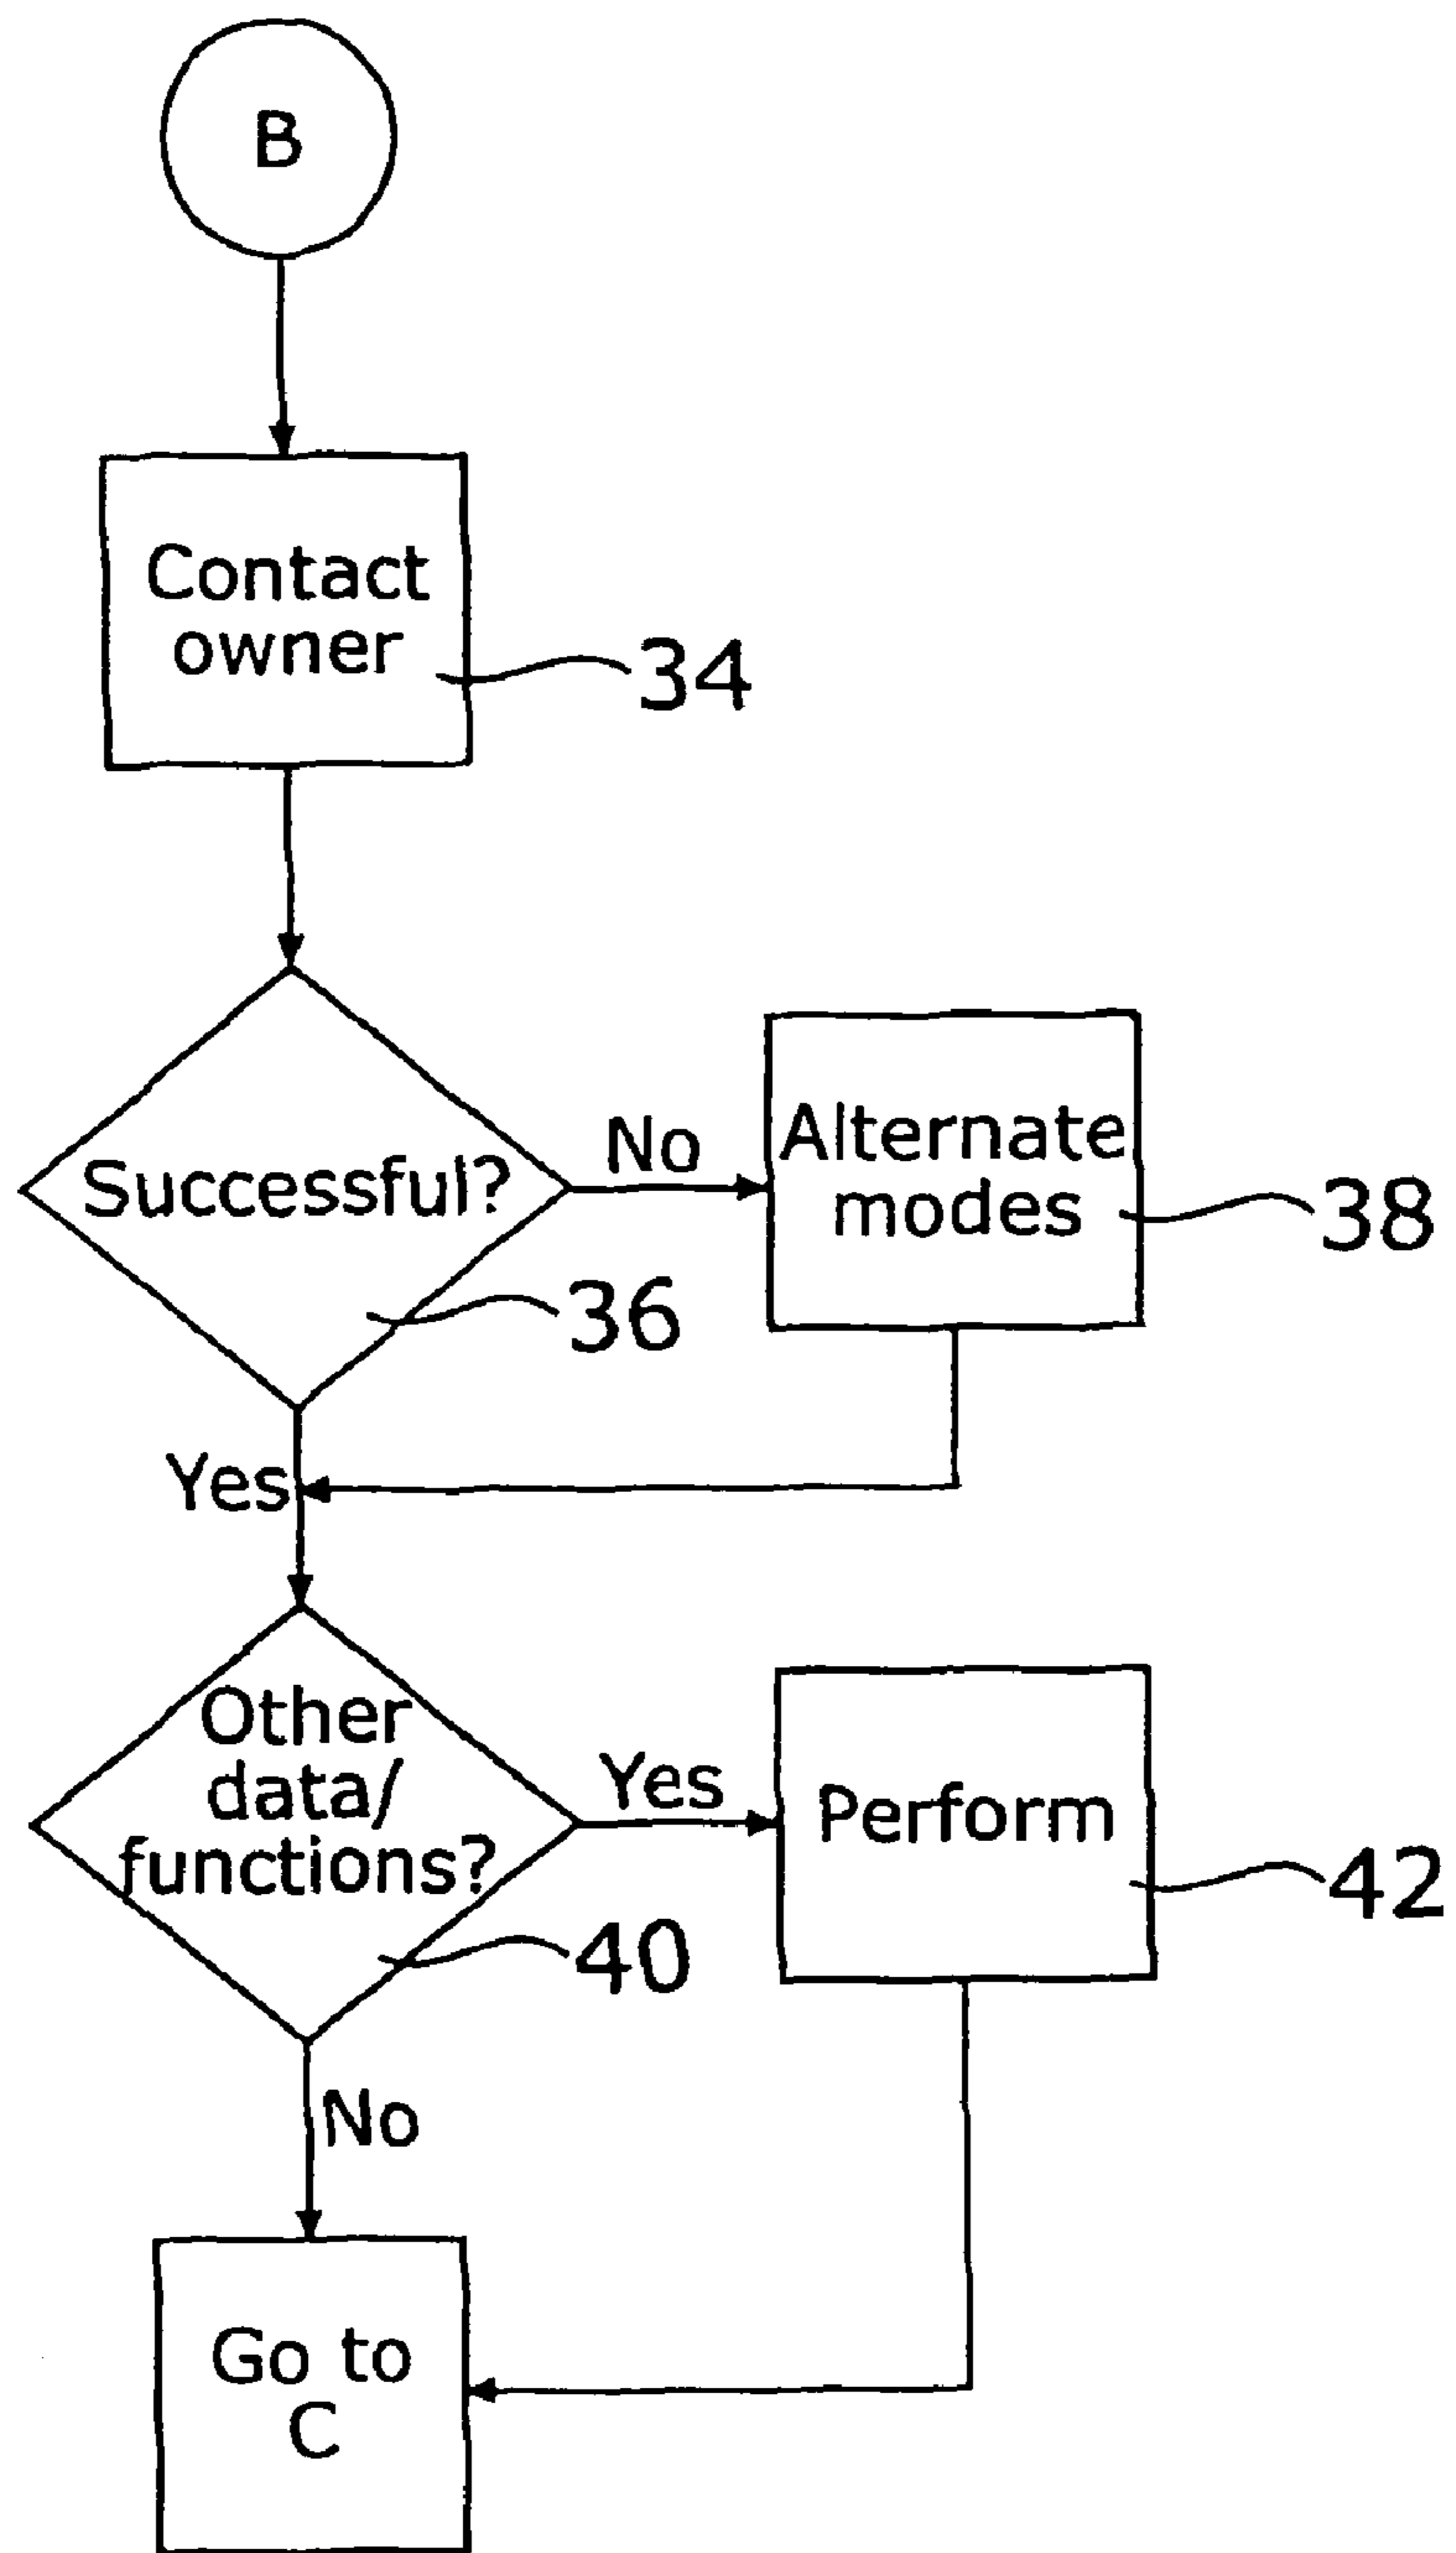 B
Contact
owner
34
Successful?
36
No
Alternate
modes
38
Yes
Other
data/
functions?
40
Yes
Perform
42
No
Go to
C